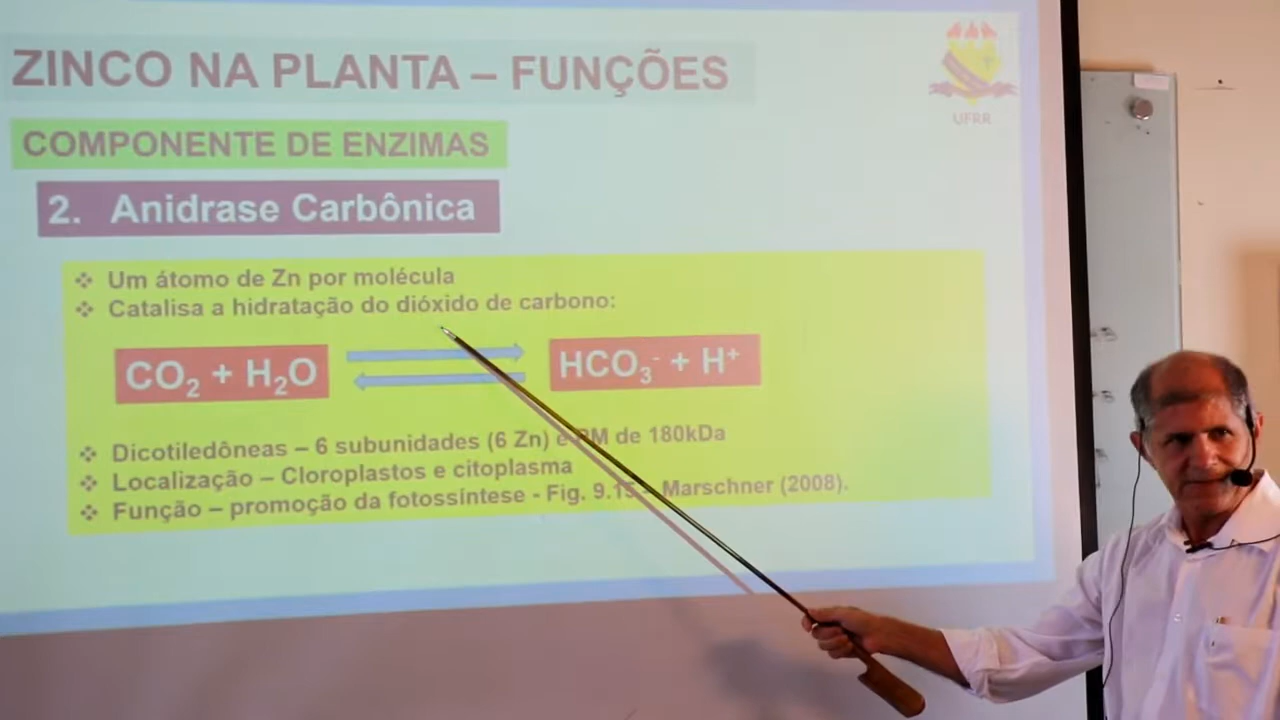 ZINCO NA PLANTA – FUNÇÕES
UFRR
COMPONENTE DE ENZIMAS
2. Anidrase Carbônica
❖ Um átomo de Zn por molécula
❖ Catalisa a hidratação do dióxido de carbono:
CO₂ + H₂O HCO₃⁻ + H⁺
❖ Dicotiledôneas – 6 subunidades (6 Zn) e PM de 180kDa
❖ Localização – Cloroplastos e citoplasma
❖ Função – promoção da fotossíntese - Fig. 9.15 – Marschner (2008).